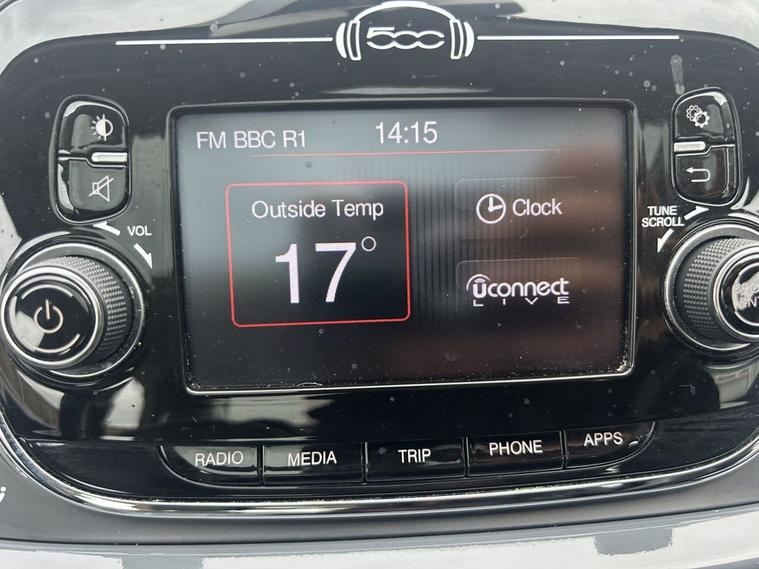 500
FM BBC R1 14:15
VOL
TUNE
SCROLL
Outside Temp
17°
Clock
uconnect
LIVE
RADIO MEDIA TRIP PHONE APPS